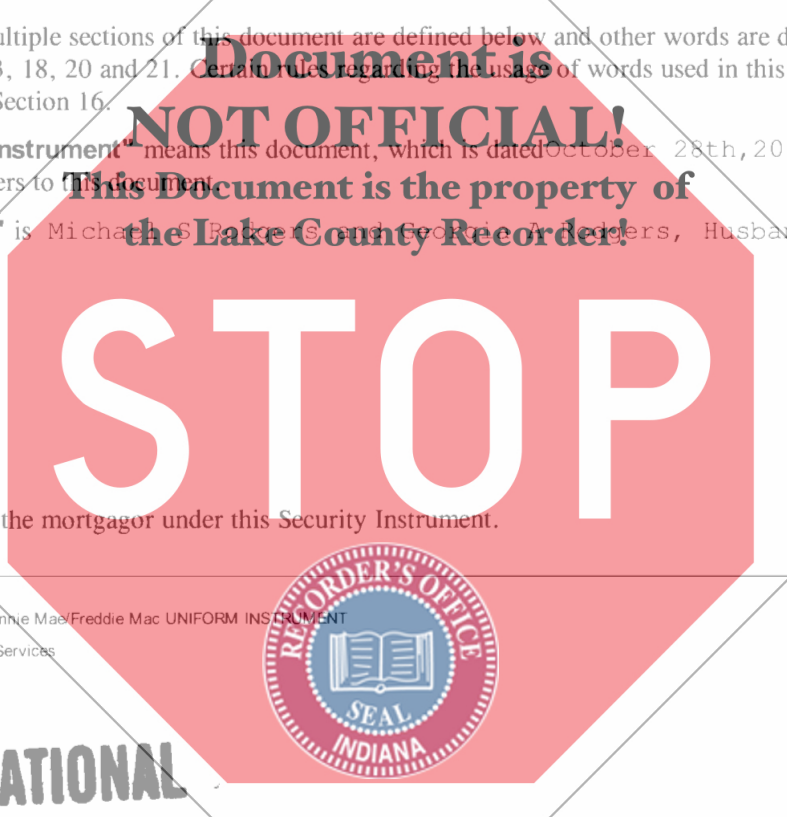 ultiple sections of this document are defined below and other words are d
3, 18, 20 and 21. Certain rules regarding the usage of words used in this
Section 16.
nstrument" means this document, which is dated October 28th, 20
ers to this document.
" is Michael S Rodgers and Georgia A Rodgers, Husba
Document is
NOT OFFICIAL!
This Document is the property of
the Lake County Recorder!
STOP
the mortgagor under this Security Instrument.
nnie Mae/Freddie Mac UNIFORM INSTRUMENT
Services
RECORDER'S OFFICE
SEAL
INDIANA
ATIONAL